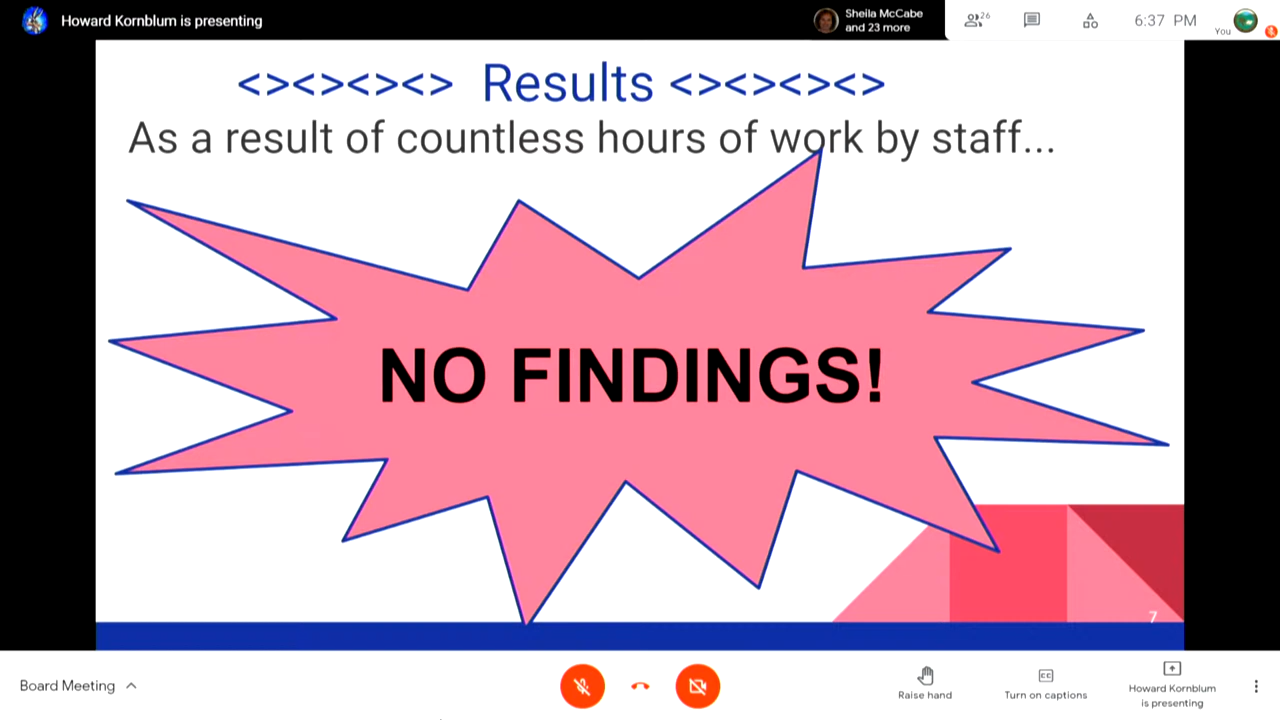 Howard Kornblum is presenting
Sheila McCabe
and 23 more
26
6:37 PM
You
<><><><> Results <><><><>
As a result of countless hours of work by staff...
NO FINDINGS!
7
Board Meeting
Raise hand
CC
Turn on captions
Howard Kornblum
is presenting